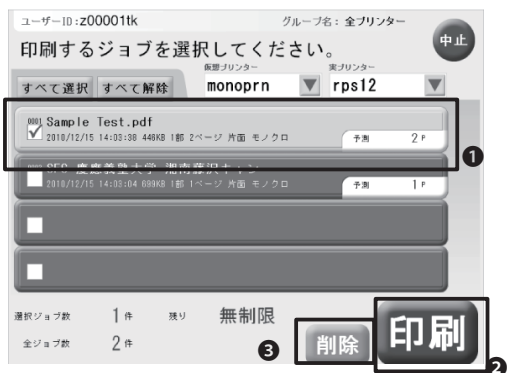 ユーザーID:z00001tk
グループ名: 全プリンター
中止
印刷するジョブを選択してください。
仮想プリンター
実プリンター
すべて選択
すべて解除
monoprn
rps12
0001 Sample Test.pdf
2010/12/15 14:03:38 448KB 1部 2ページ 片面 モノクロ
予測 2 P
1
SFC 慶應義塾大学 湘南藤沢キャン
2010/12/15 14:03:04 699KB 1部 1ページ 片面 モノクロ
予測 1 P
選択ジョブ数 1 件 残り 無制限
全ジョブ数 2 件
3
削除
印刷
2